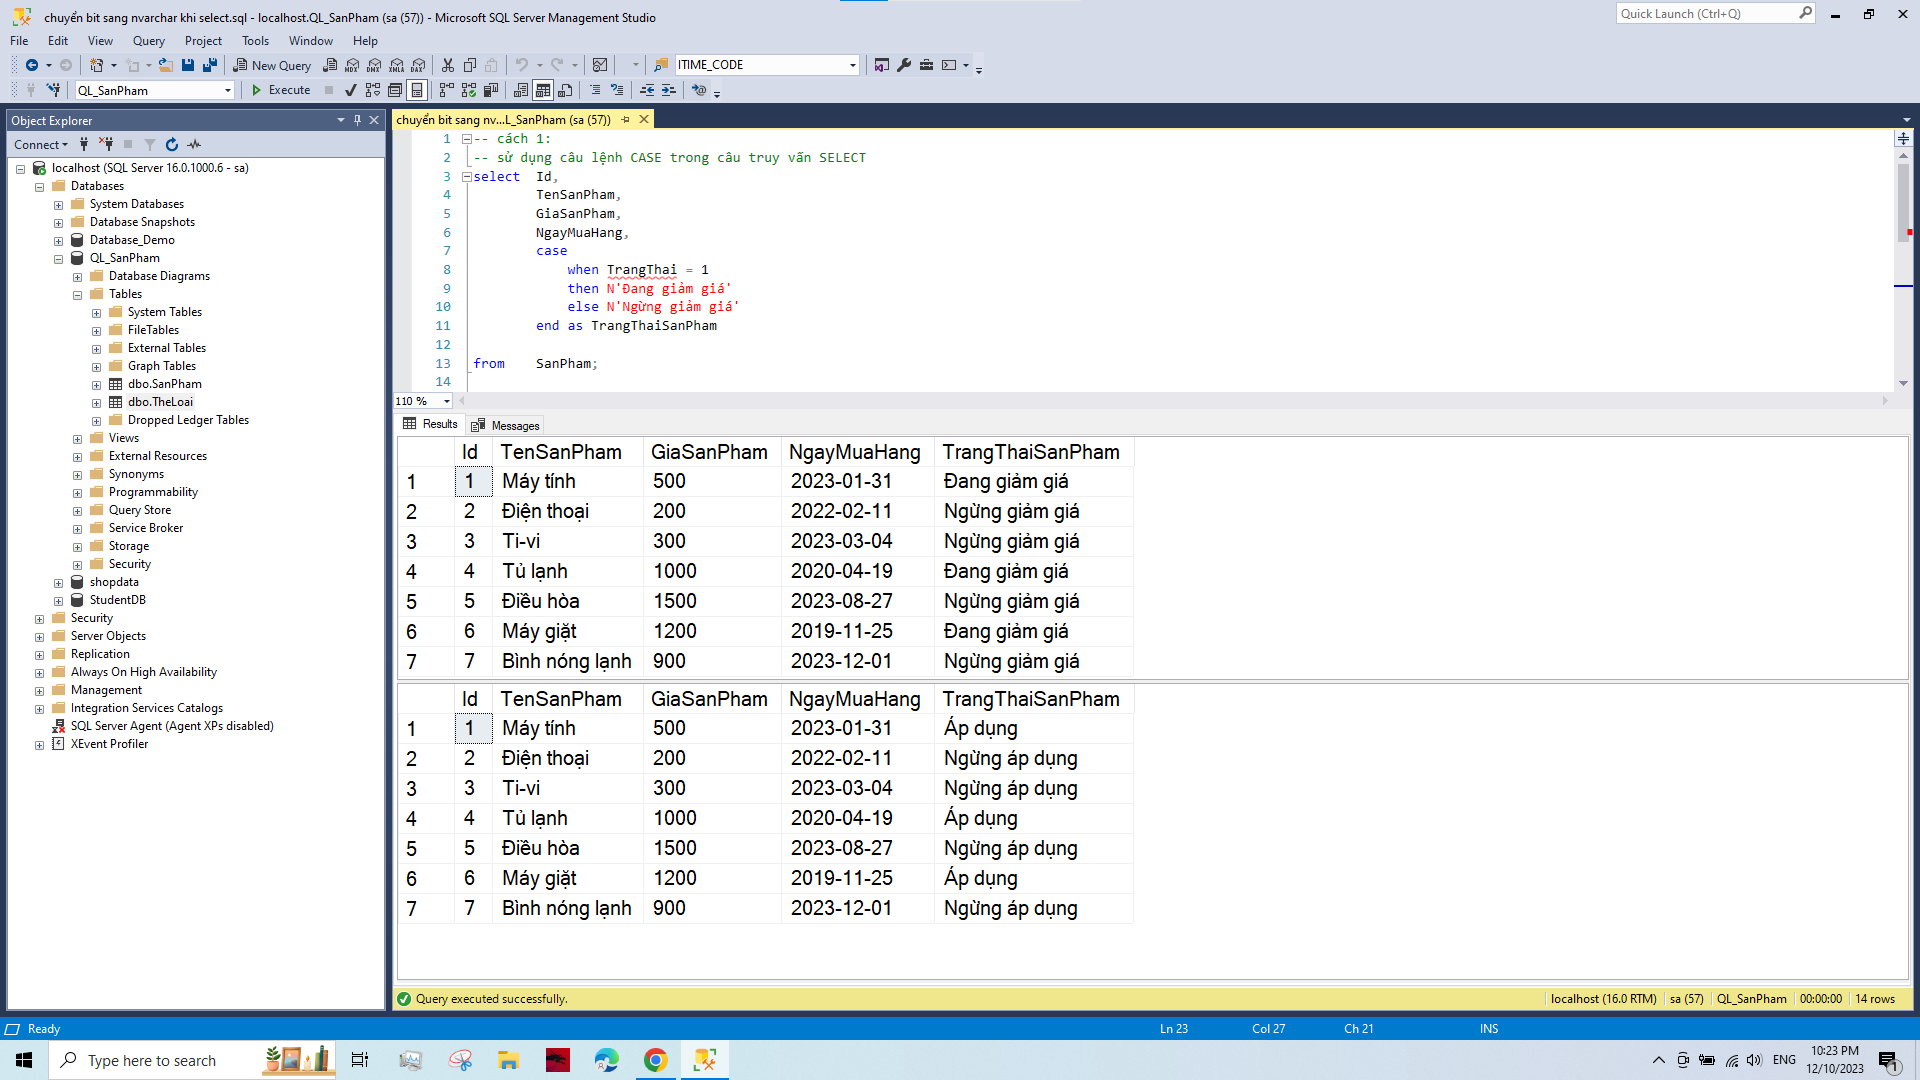 chuyển bit sang nvarchar khi select.sql - localhost.QL_SanPham (sa (57)) - Microsoft SQL Server Management Studio
Quick Launch (Ctrl+Q)
File Edit View Query Project Tools Window Help
New Query ITIME_CODE
QL_SanPham Execute
Object Explorer
Connect
localhost (SQL Server 16.0.1000.6 - sa)
Databases
System Databases
Database Snapshots
Database_Demo
QL_SanPham
Database Diagrams
Tables
System Tables
FileTables
External Tables
Graph Tables
dbo.SanPham
dbo.TheLoai
Dropped Ledger Tables
Views
External Resources
Synonyms
Programmability
Query Store
Service Broker
Storage
Security
shopdata
StudentDB
Security
Server Objects
Replication
Always On High Availability
Management
Integration Services Catalogs
SQL Server Agent (Agent XPs disabled)
XEvent Profiler
chuyển bit sang nv...L_SanPham (sa (57))
1 -- cách 1:
2 -- sử dụng câu lệnh CASE trong câu truy vấn SELECT
3 select Id,
4 TenSanPham,
5 GiaSanPham,
6 NgayMuaHang,
7 case
8 when TrangThai = 1
9 then N'Đang giảm giá'
10 else N'Ngừng giảm giá'
11 end as TrangThaiSanPham
12
13 from SanPham;
14
110 %
Results Messages
Id TenSanPham GiaSanPham NgayMuaHang TrangThaiSanPham
1 1 Máy tính 500 2023-01-31 Đang giảm giá
2 2 Điện thoại 200 2022-02-11 Ngừng giảm giá
3 3 Ti-vi 300 2023-03-04 Ngừng giảm giá
4 4 Tủ lạnh 1000 2020-04-19 Đang giảm giá
5 5 Điều hòa 1500 2023-08-27 Ngừng giảm giá
6 6 Máy giặt 1200 2019-11-25 Đang giảm giá
7 7 Bình nóng lạnh 900 2023-12-01 Ngừng giảm giá
Id TenSanPham GiaSanPham NgayMuaHang TrangThaiSanPham
1 1 Máy tính 500 2023-01-31 Áp dụng
2 2 Điện thoại 200 2022-02-11 Ngừng áp dụng
3 3 Ti-vi 300 2023-03-04 Ngừng áp dụng
4 4 Tủ lạnh 1000 2020-04-19 Áp dụng
5 5 Điều hòa 1500 2023-08-27 Ngừng áp dụng
6 6 Máy giặt 1200 2019-11-25 Áp dụng
7 7 Bình nóng lạnh 900 2023-12-01 Ngừng áp dụng
Query executed successfully. localhost (16.0 RTM) sa (57) QL_SanPham 00:00:00 14 rows
Ready Ln 23 Col 27 Ch 21 INS
Type here to search
ENG
10:23 PM
12/10/2023
1